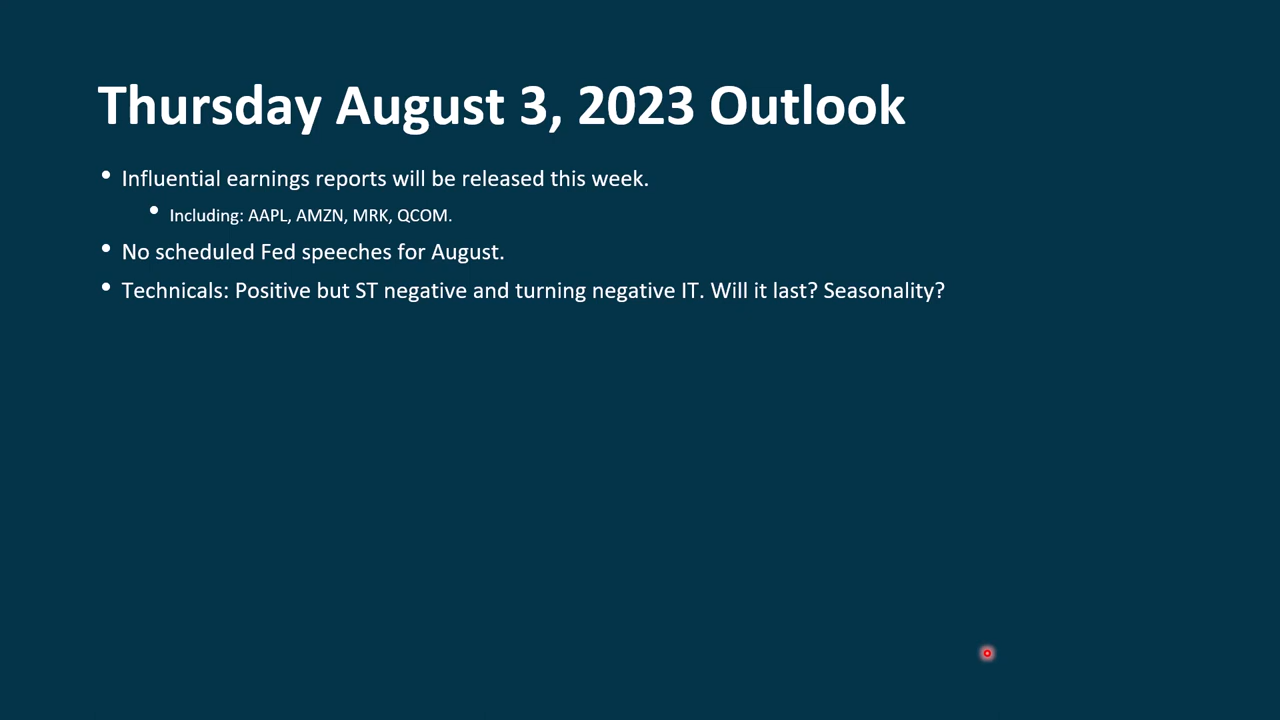 Thursday August 3, 2023 Outlook
• Influential earnings reports will be released this week.
• Including: AAPL, AMZN, MRK, QCOM.
• No scheduled Fed speeches for August.
• Technicals: Positive but ST negative and turning negative IT. Will it last? Seasonality?